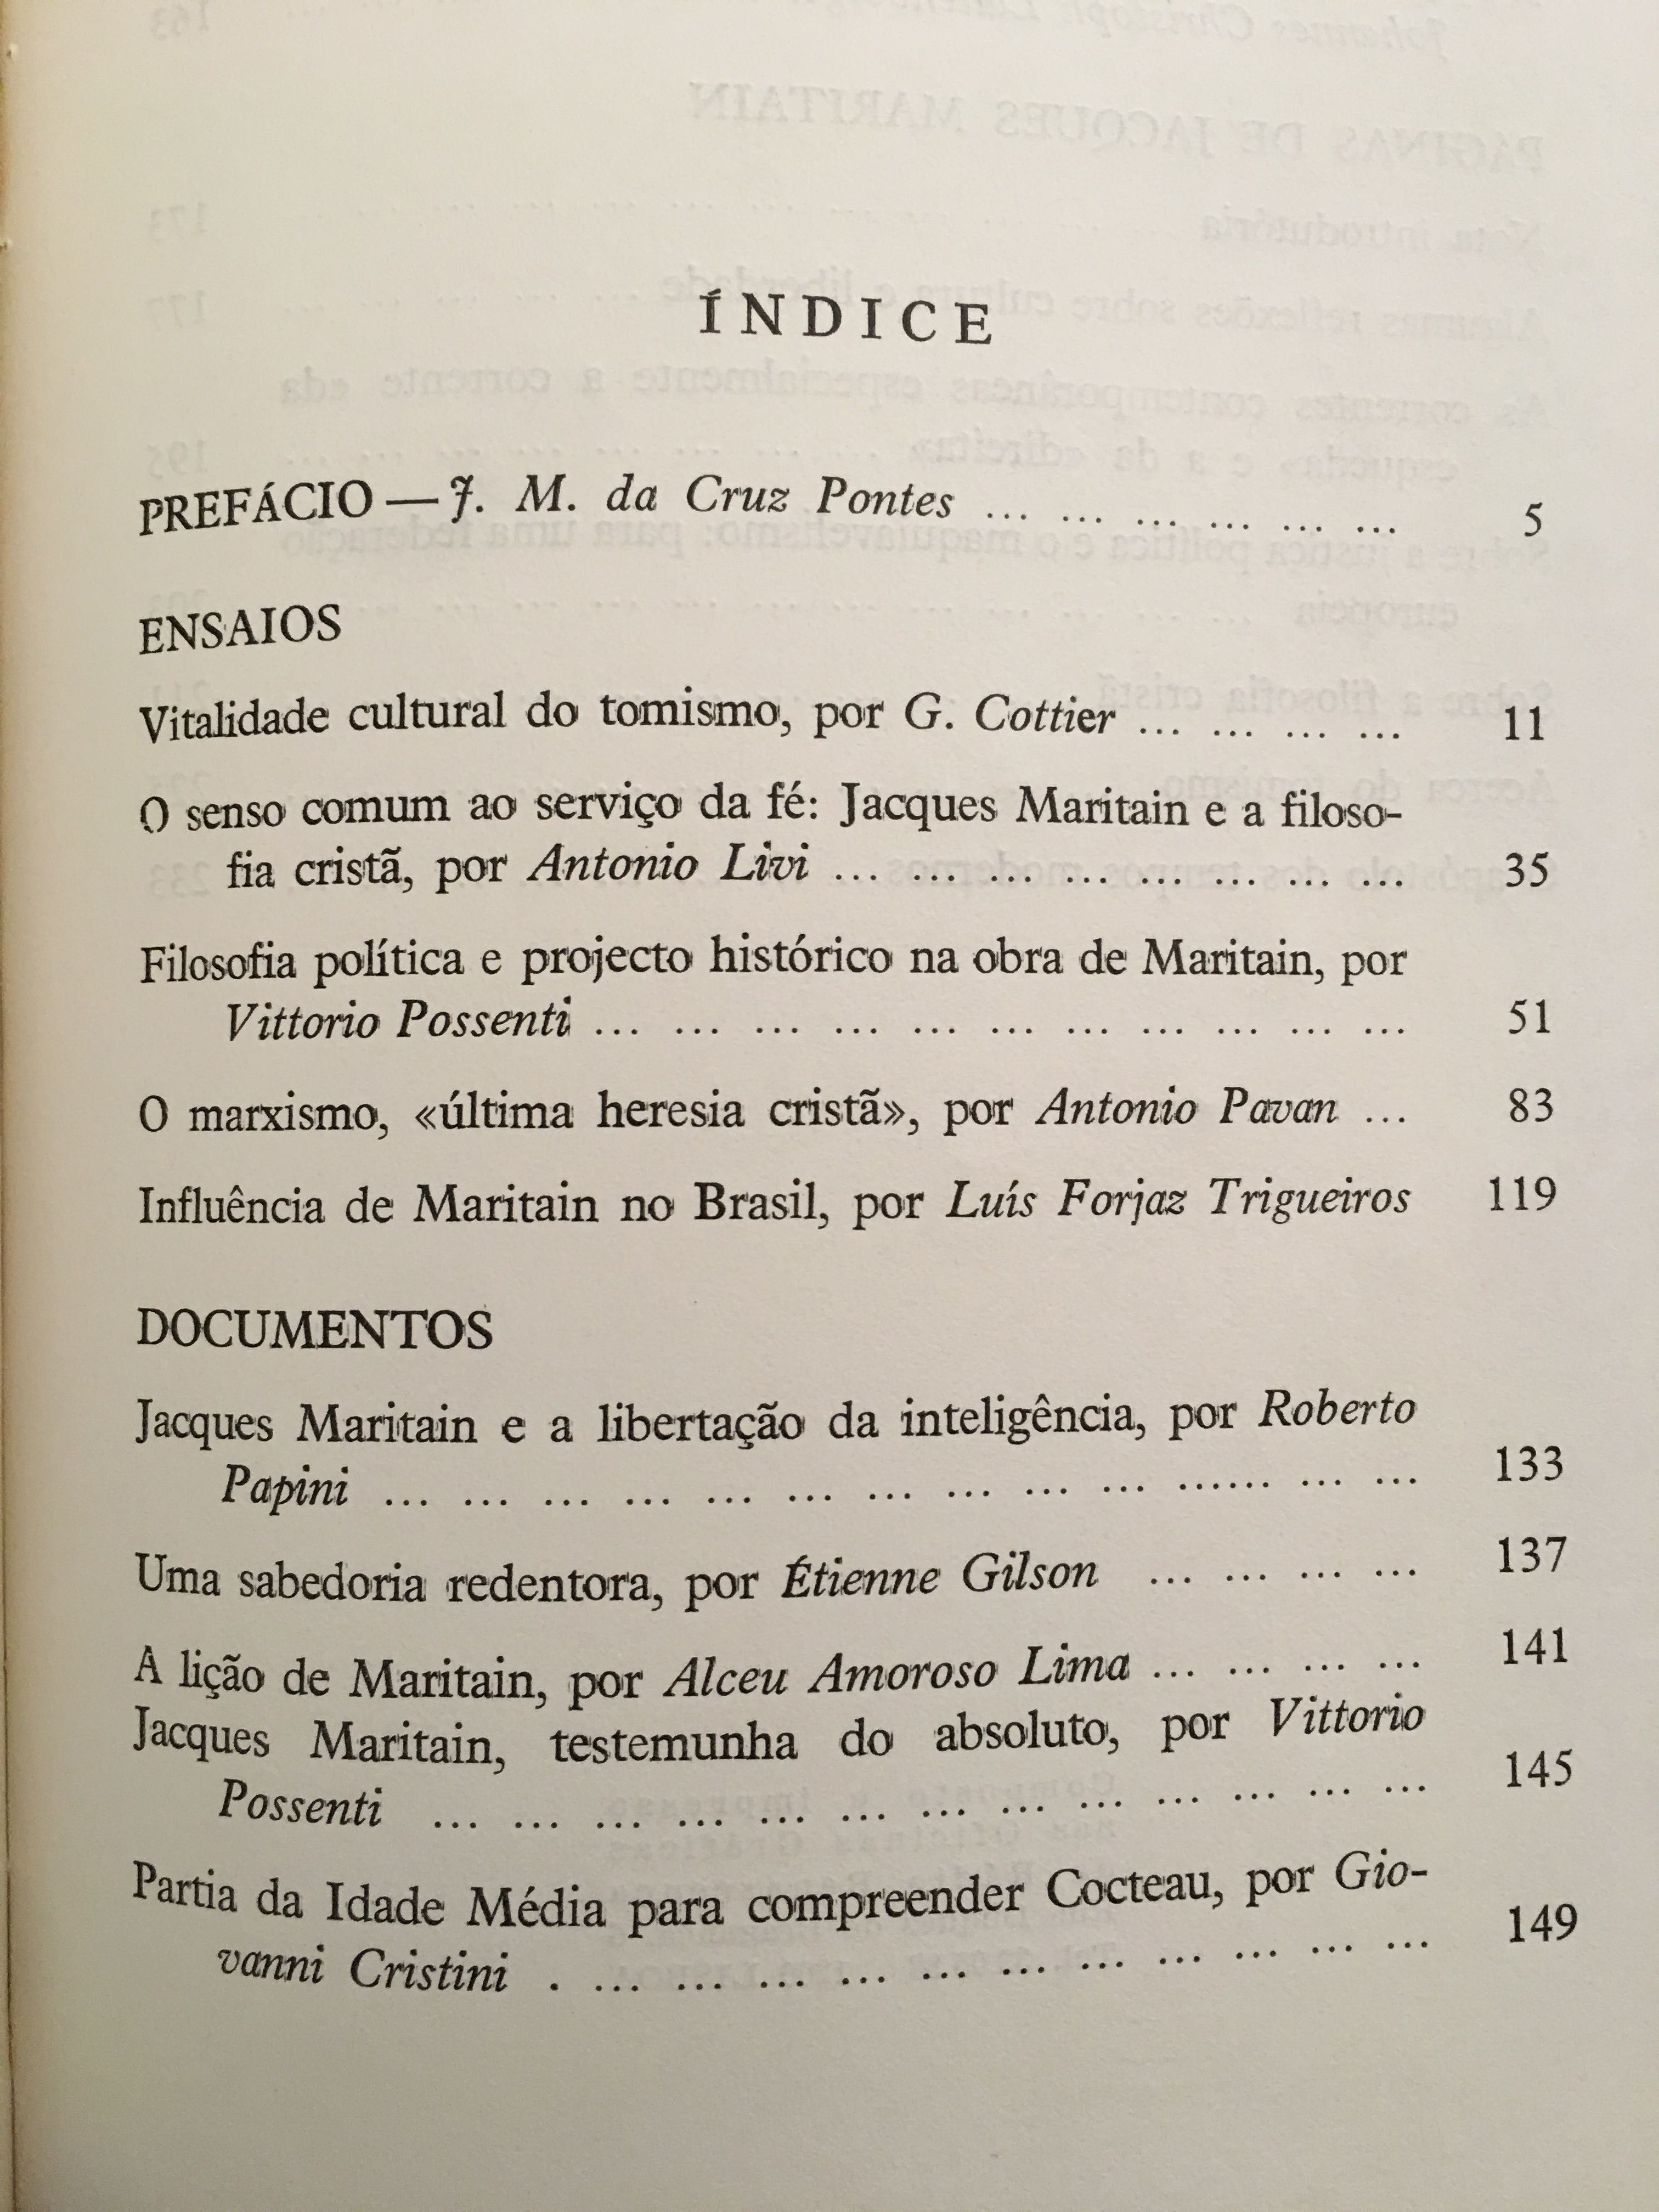 ÍNDICE
PREFÁCIO — J. M. da Cruz Pontes ... ... ... ... ... ... 5
ENSAIOS
Vitalidade cultural do tomismo, por G. Cottier ... ... ... ... 11
O senso comum ao serviço da fé: Jacques Maritain e a filoso-
fia cristã, por Antonio Livi ... ... ... ... ... ... ... ... 35
Filosofia política e projecto histórico na obra de Maritain, por
Vittorio Possenti ... ... ... ... ... ... ... ... ... ... ... 51
O marxismo, «última heresia cristã», por Antonio Pavan ... 83
Influência de Maritain no Brasil, por Luís Forjaz Trigueiros 119
DOCUMENTOS
Jacques Maritain e a libertação da inteligência, por Roberto
Papini ... ... ... ... ... ... ... ... ... ... ...... ... ... 133
Uma sabedoria redentora, por Étienne Gilson ... ... ... ... 137
A lição de Maritain, por Alceu Amoroso Lima ... ... ... ... 141
Jacques Maritain, testemunha do absoluto, por Vittorio
Possenti ... ... ... ... ... ... ... ... ... ... ... ... ... 145
Partia da Idade Média para compreender Cocteau, por Gio-
vanni Cristini . ... ... ... ... ... ... ... ... ... ... ... 149